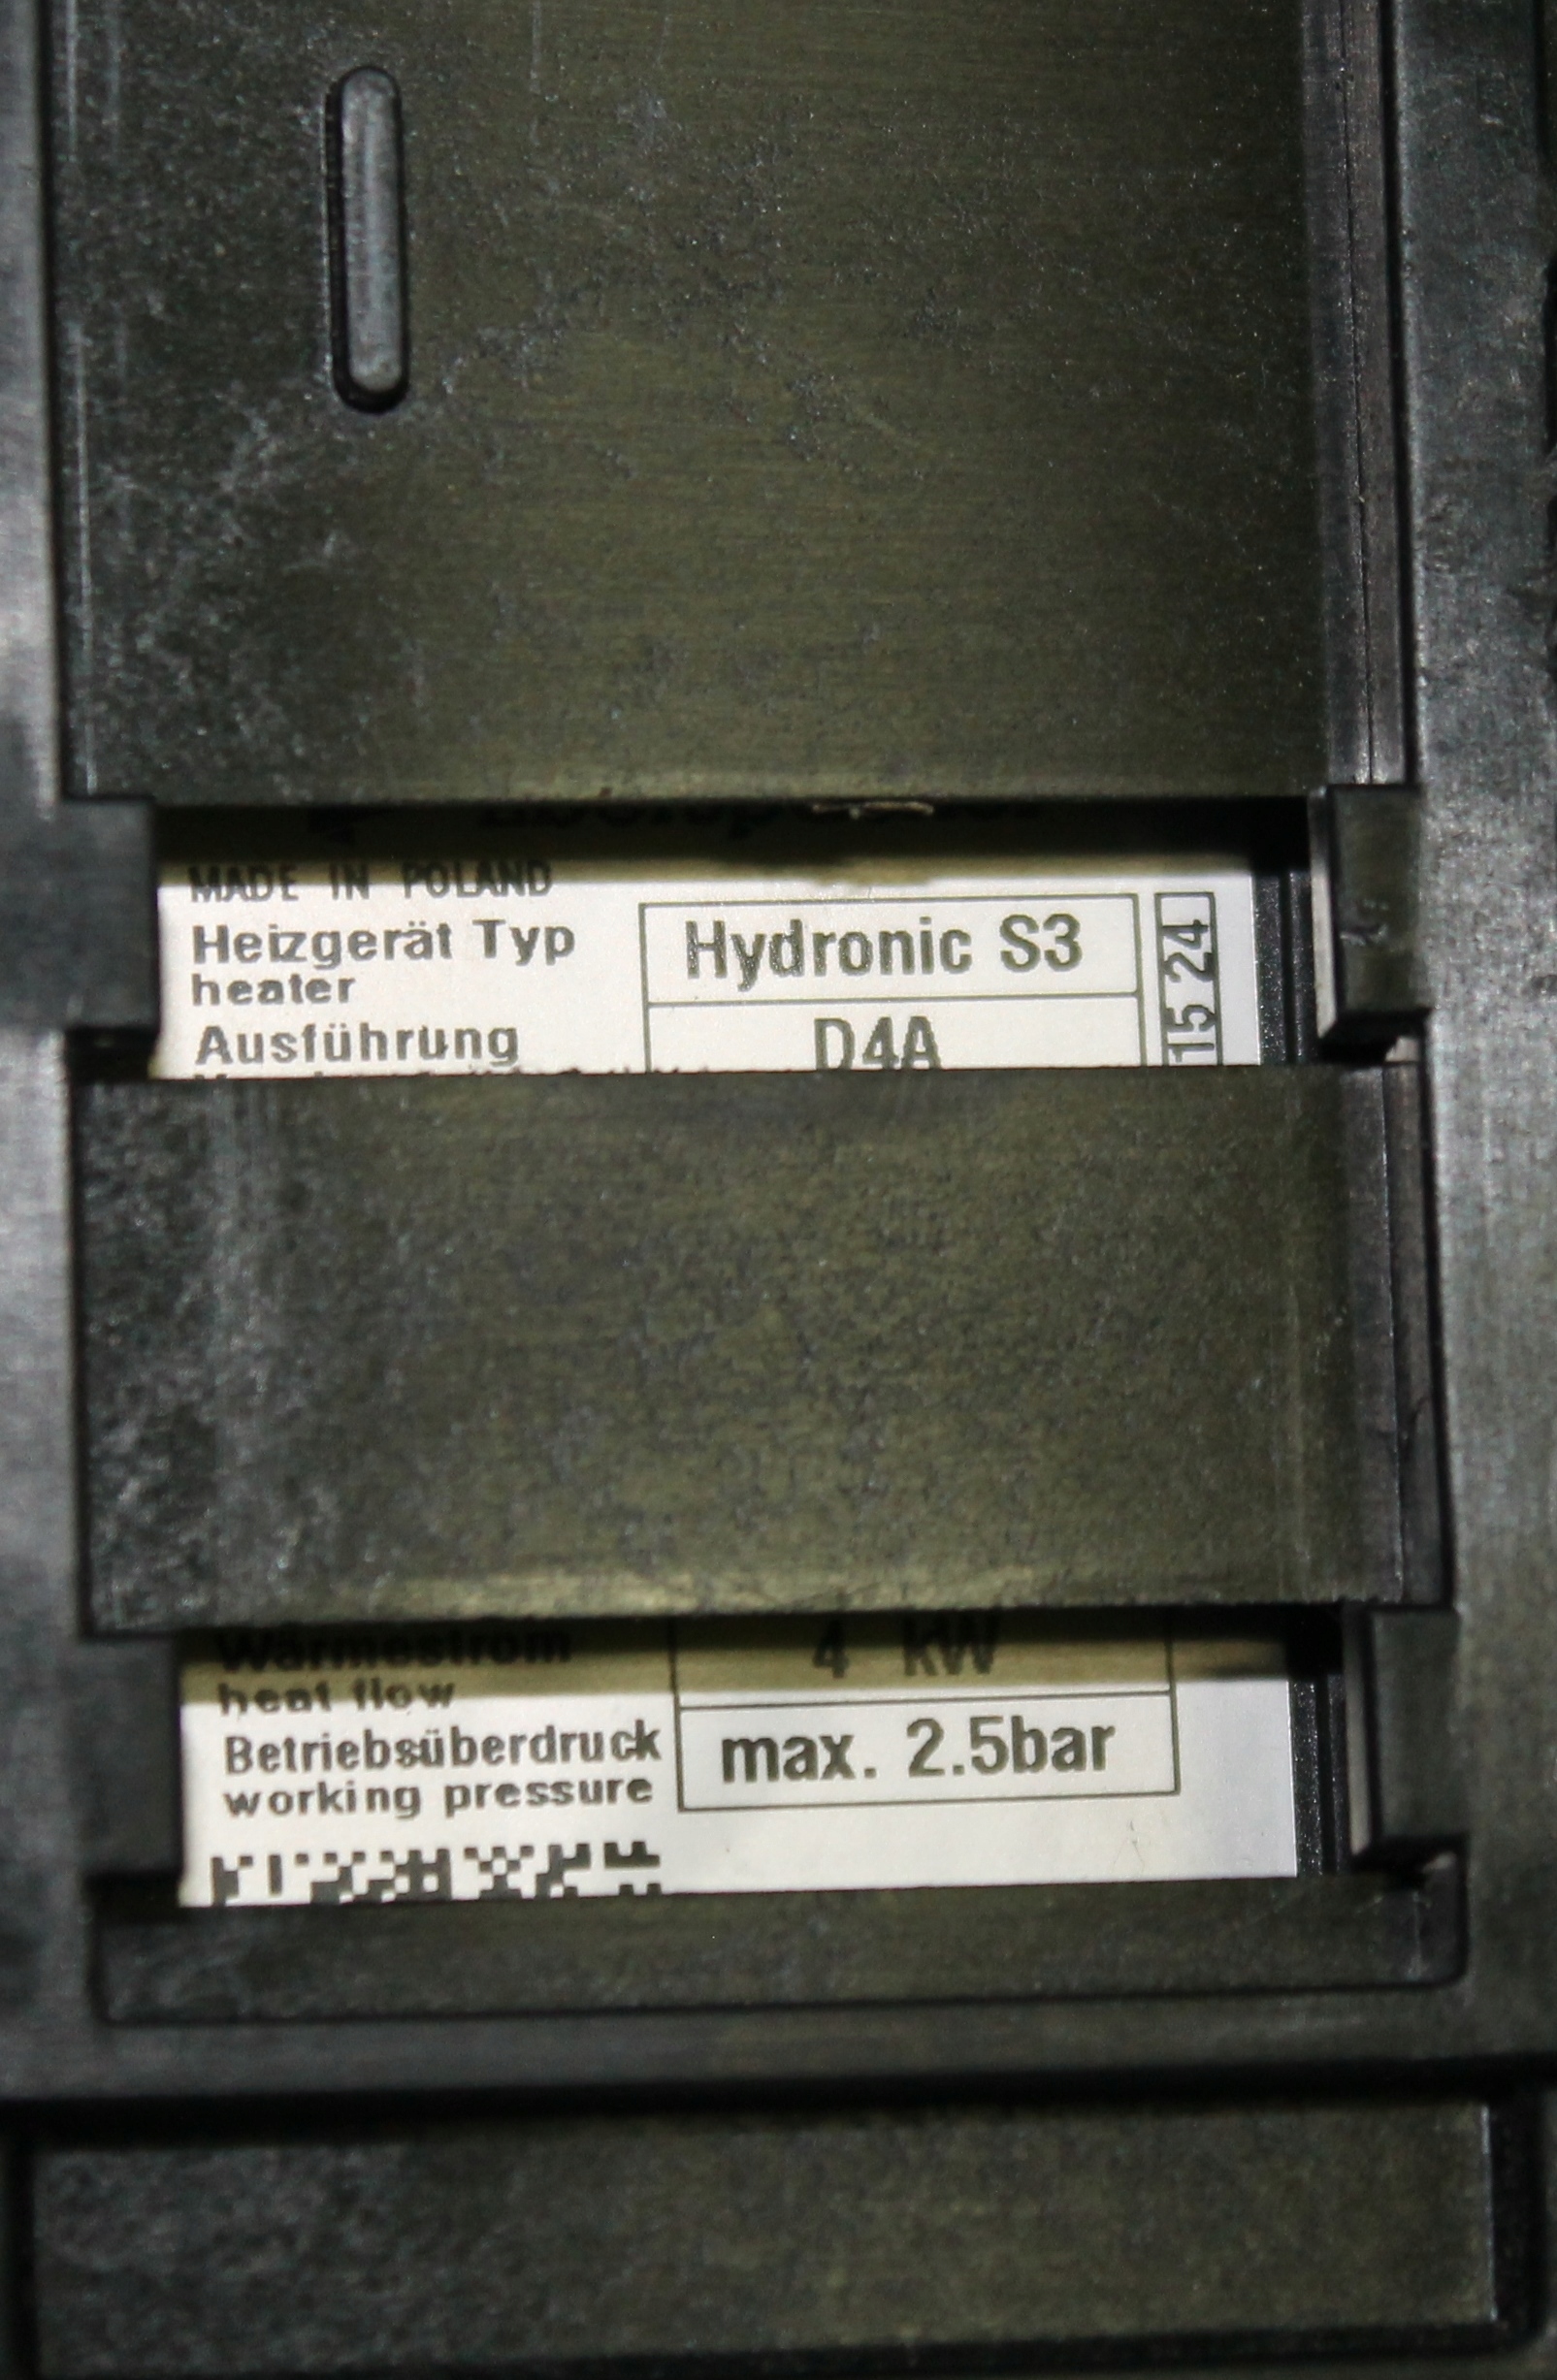 MADE IN POLAND
Heizgerät Typ
heater
Hydronic S3
Ausführung
D4A
15 24
Wärmestrom
heat flow
4 kW
Betriebsüberdruck
working pressure
max. 2.5bar